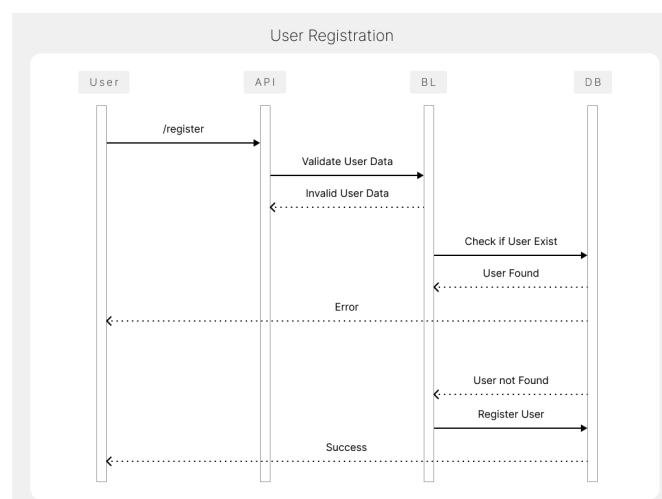 User Registration
User
API
BL
DB
/register
Validate User Data
Invalid User Data
Check if User Exist
User Found
Error
User not Found
Register User
Success